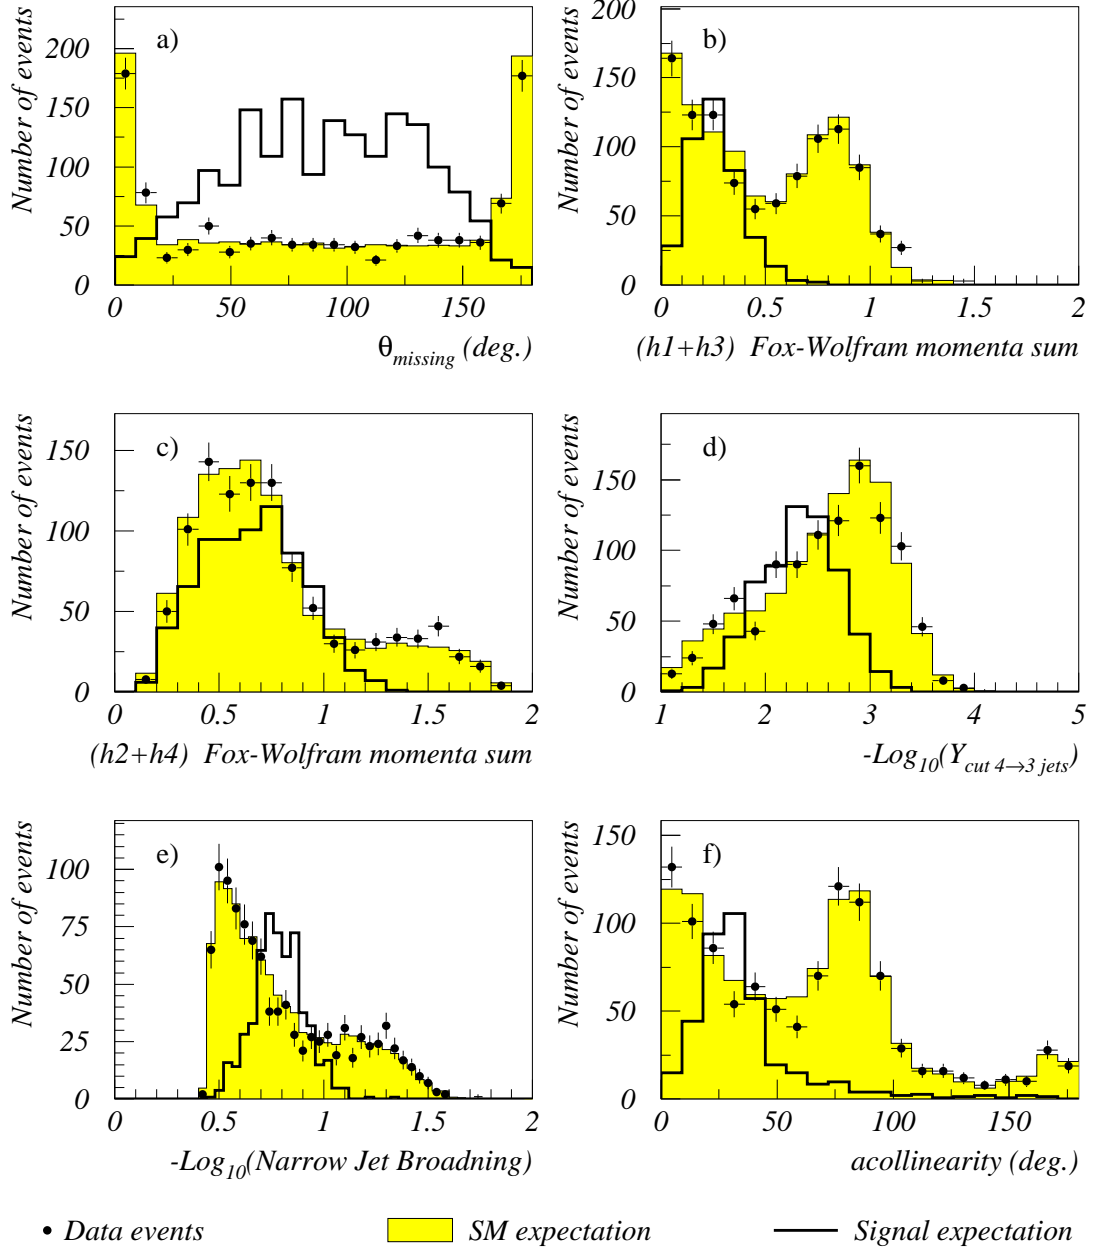 a)
Number of events
200
150
100
50
0
0 50 100 150
θmissing (deg.)
b)
Number of events
200
150
100
50
0
0 0.5 1 1.5 2
(h1+h3) Fox-Wolfram momenta sum
c)
Number of events
150
100
50
0
0 0.5 1 1.5 2
(h2+h4) Fox-Wolfram momenta sum
d)
Number of events
150
100
50
0
1 2 3 4 5
-Log10(Ycut 4→3 jets)
e)
Number of events
100
75
50
25
0
0 0.5 1 1.5 2
-Log10(Narrow Jet Broadning)
f)
Number of events
150
100
50
0
0 50 100 150
acollinearity (deg.)
Data events SM expectation Signal expectation